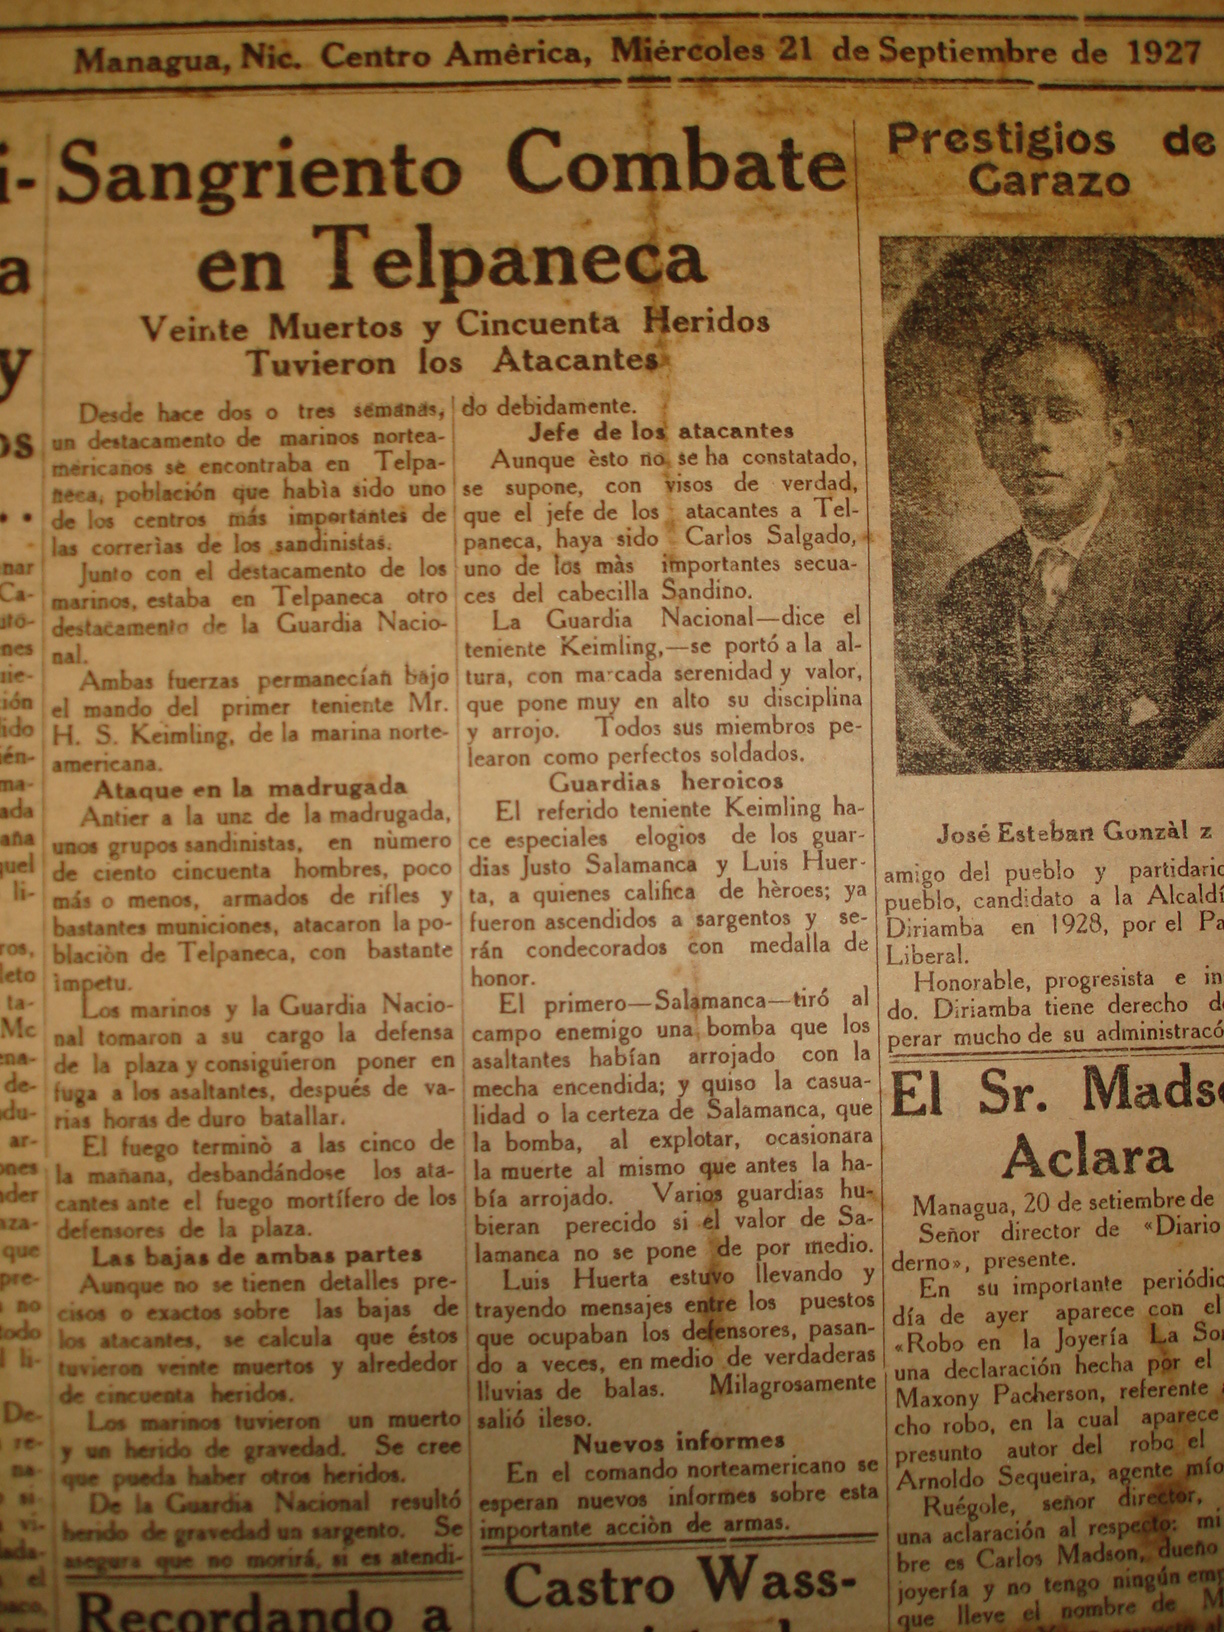 Managua, Nic. Centro América, Miércoles 21 de Septiembre de 1927
Sangriento Combate
en Telpaneca
Veinte Muertos y Cincuenta Heridos
Tuvieron los Atacantes
Desde hace dos o tres semanas,
un destacamento de marinos nortea-
mericanos se encontraba en Telpa-
ñeca, población que habìa sido uno
de los centros más importantes de
las correrìas de los sandinistas.
Junto con el destacamento de los
marinos, estaba en Telpaneca otro
destacamento de la Guardia Nacio-
nal.
Ambas fuerzas permanecían bajo
el mando del primer teniente Mr.
H. S. Keimling, de la marina norte-
americana.
Ataque en la madrugada
Antier a la una de la madrugada,
unos grupos sandinistas, en nùmero
de ciento cincuenta hombres, poco
más o menos, armados de rifles y
bastantes municiones, atacaron la po-
blaciòn de Telpaneca, con bastante
ìmpetu.
Los marinos y la Guardia Nacio-
nal tomaron a su cargo la defensa
de la plaza y consiguieron poner en
fuga a los asaltantes, después de va-
rias horas de duro batallar.
El fuego terminò a las cinco de
la mañana, desbandándose los ata-
cantes ante el fuego mortífero de los
defensores de la plaza.
Las bajas de ambas partes
Aunque no se tienen detalles pre-
cisos o exactos sobre las bajas de
los atacantes, se calcula que éstos
tuvieron veinte muertos y alrededor
de cincuenta heridos.
Los marinos tuvieron un muerto
y un herido de gravedad. Se cree
que pueda haber otros heridos.
De la Guardia Nacional resultó
herido de gravedad un sargento. Se
asegura que no morirá, si es atendi-
do debidamente.
Jefe de los atacantes
Aunque èsto no se ha constatado,
se supone, con visos de verdad,
que el jefe de los atacantes a Tel-
paneca, haya sido Carlos Salgado,
uno de los màs importantes secua-
ces del cabecilla Sandino.
La Guardia Nacional—dice el
teniente Keimling,—se portó a la al-
tura, con marcada serenidad y valor,
que pone muy en alto su disciplina
y arrojo. Todos sus miembros pe-
learon como perfectos soldados.
Guardias heroicos
El referido teniente Keimling ha-
ce especiales elogios de los guar-
dias Justo Salamanca y Luis Huer-
ta, a quienes califica de hèroes; ya
fueron ascendidos a sargentos y se-
rán condecorados con medalla de
honor.
El primero—Salamanca—tiró al
campo enemigo una bomba que los
asaltantes habían arrojado con la
mecha encendida; y quiso la casua-
lidad o la certeza de Salamanca, que
la bomba, al explotar, ocasionara
la muerte al mismo que antes la ha-
bía arrojado. Varios guardias hu-
bieran perecido si el valor de Sa-
lamanca no se pone de por medio.
Luis Huerta estuvo llevando y
trayendo mensajes entre los puestos
que ocupaban los defensores, pasan-
do a veces, en medio de verdaderas
lluvias de balas. Milagrosamente
salió ileso.
Nuevos informes
En el comando norteamericano se
esperan nuevos informes sobre esta
importante acciòn de armas.
Recordando a
Castro Wass-
Prestigios de
Carazo
José Esteban Gonzàl z
amigo del pueblo y partidario
pueblo, candidato a la Alcaldí
Diriamba en 1928, por el Pa
Liberal.
Honorable, progresista e in
do. Diriamba tiene derecho d
perar mucho de su administracó
El Sr. Madso
Aclara
Managua, 20 de setiembre de
Señor director de «Diario
derno», presente.
En su importante periódic
día de ayer aparece con el
«Robo en la Joyería La Son
una declaración hecha por el
Maxony Pacherson, referente
cho robo, en la cual aparece
presunto autor del robo el
Arnoldo Sequeira, agente mío
Ruégole, señor director,
una aclaración al respecto: mi
bre es Carlos Madson, dueño
joyería y no tengo ningún emp
que lleve el nombre de M